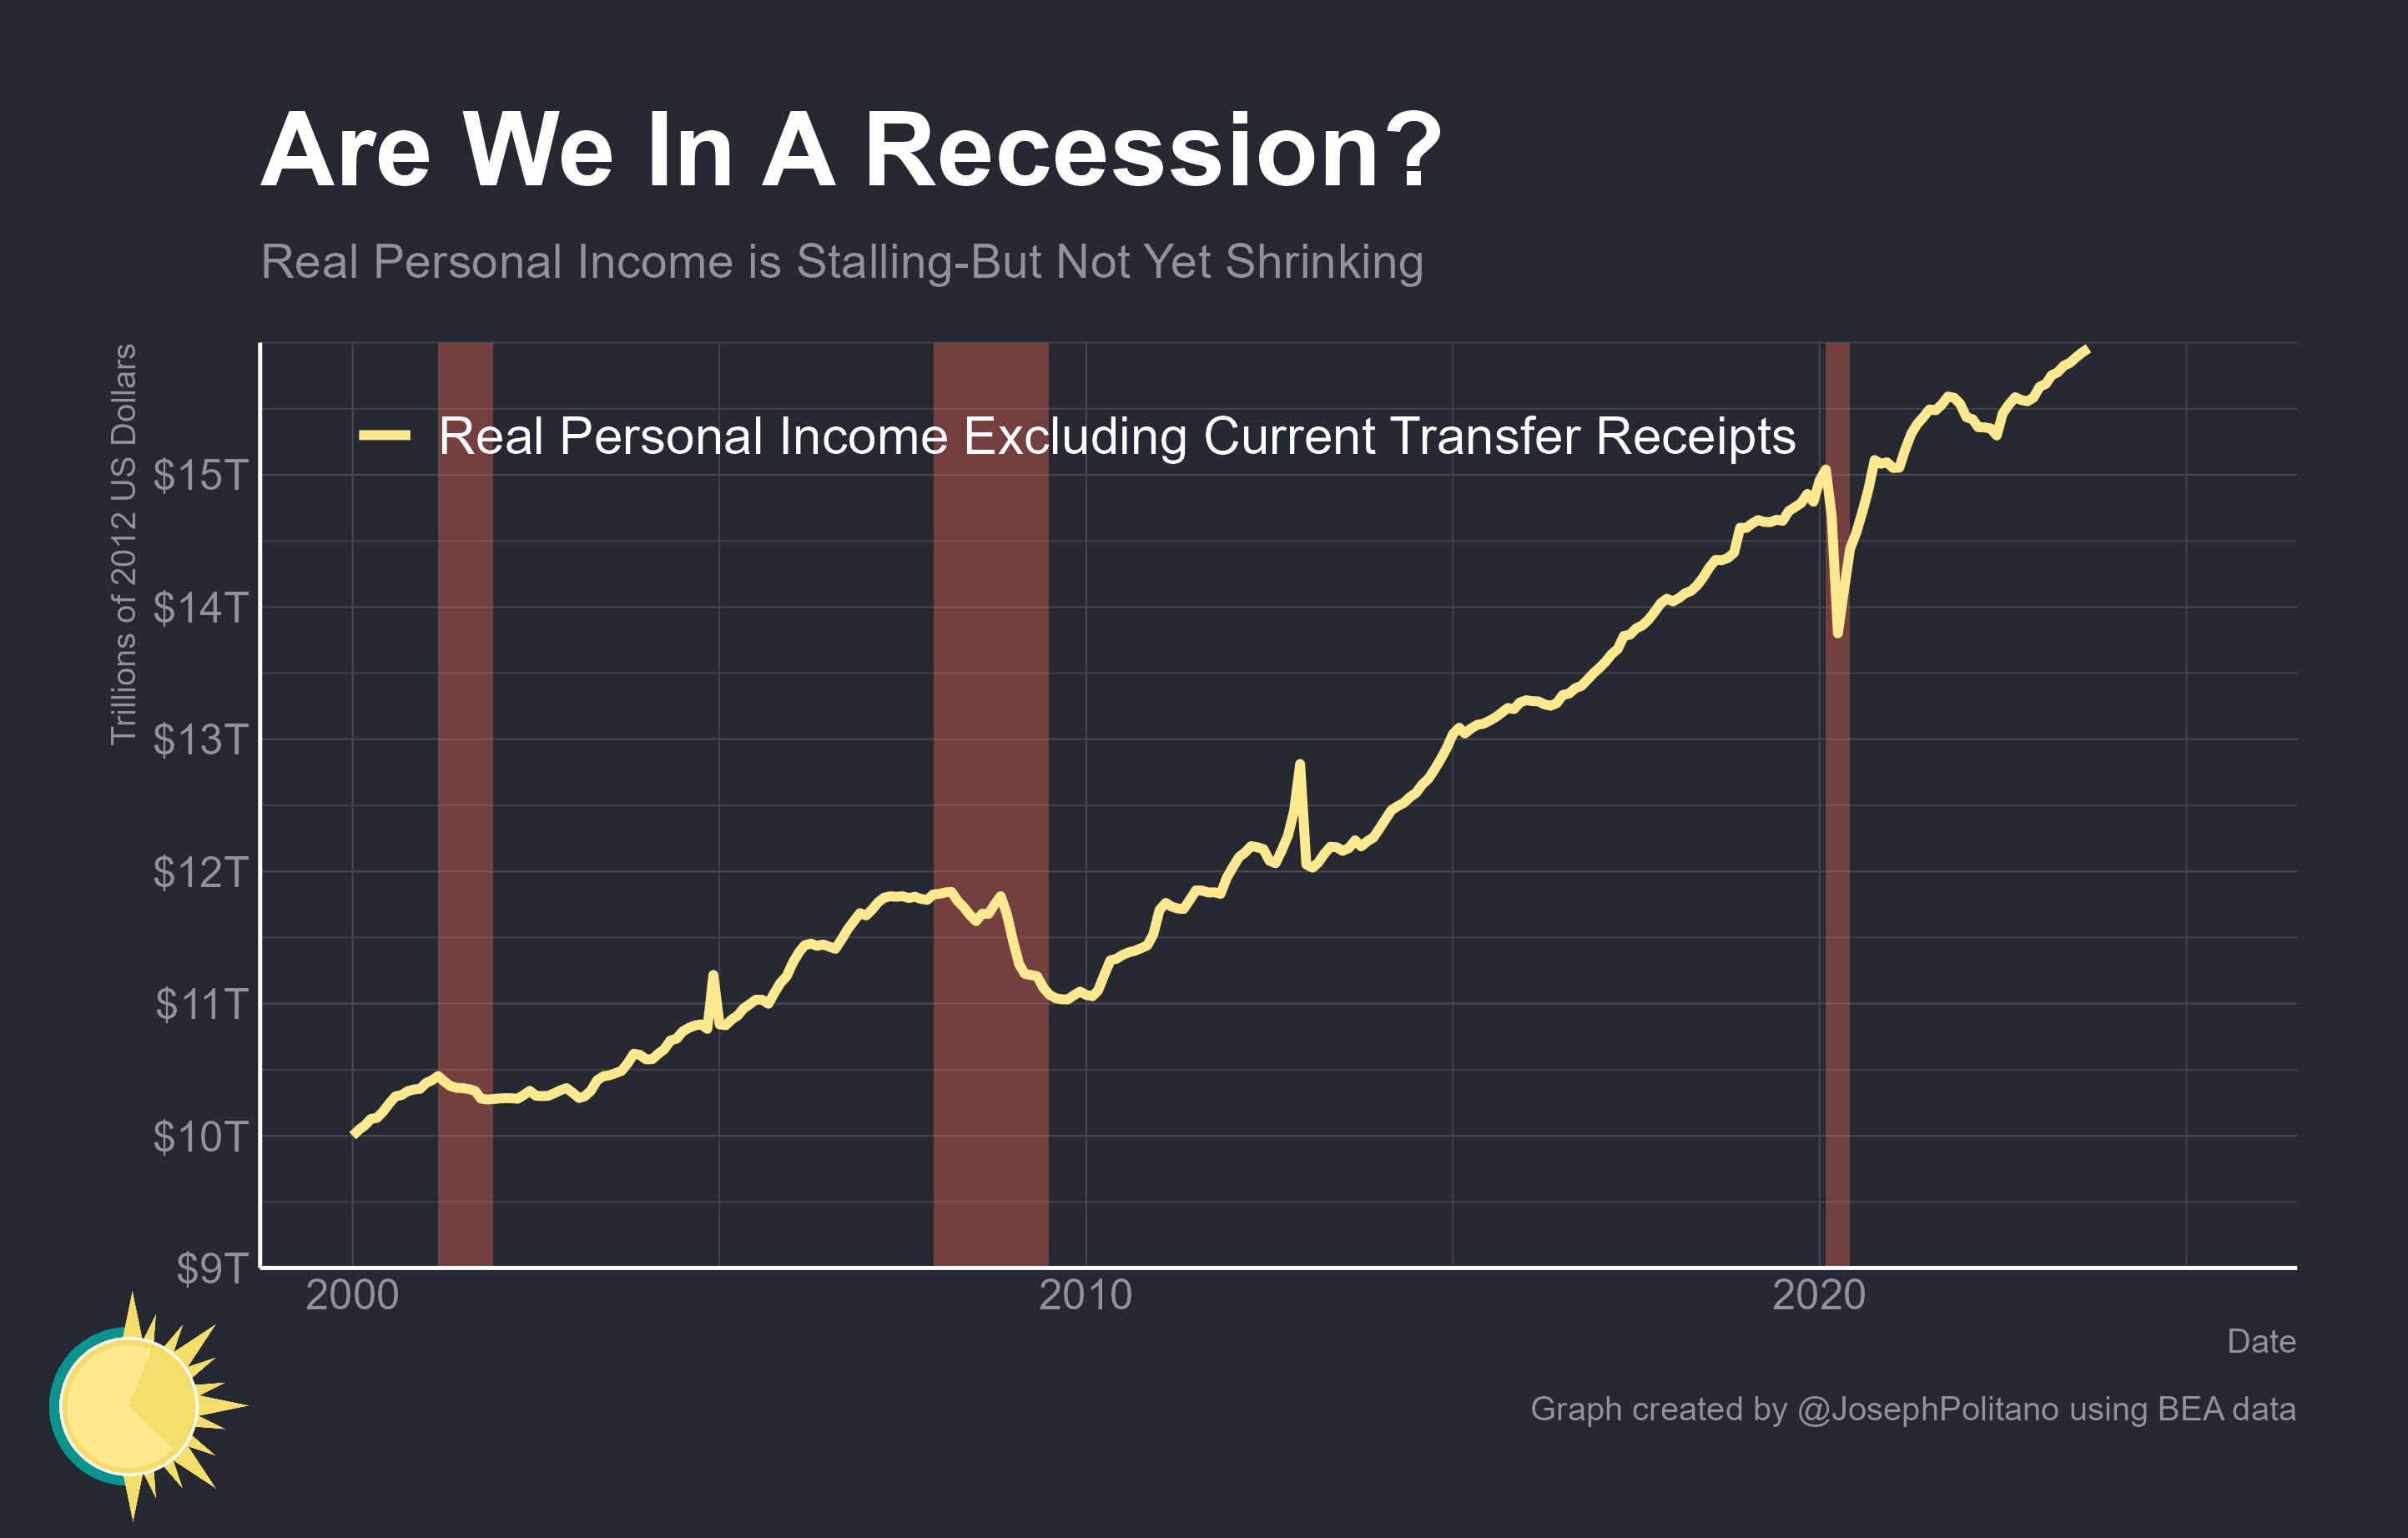 Are We In A Recession?
Real Personal Income is Stalling-But Not Yet Shrinking
Trillions of 2012 US Dollars
Real Personal Income Excluding Current Transfer Receipts
$15T
$14T
$13T
$12T
$11T
$10T
$9T
2000
2010
2020
Date
Graph created by @JosephPolitano using BEA data